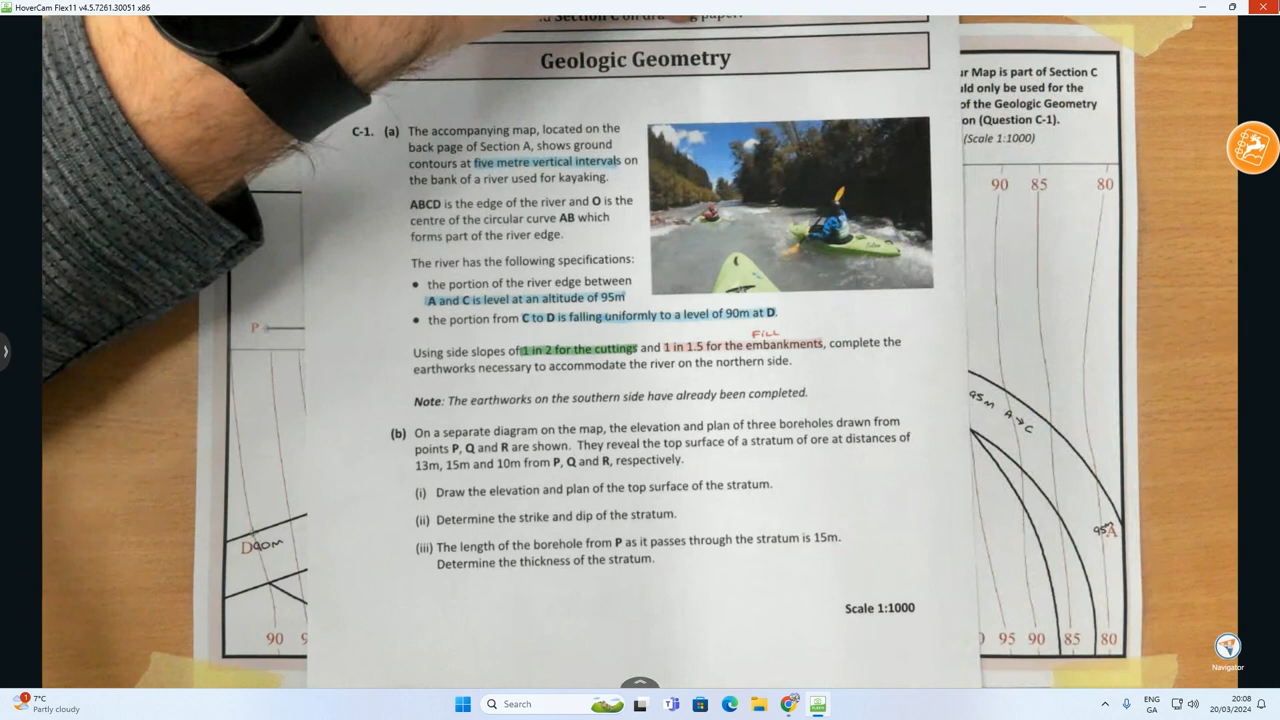 HoverCam Flex11 v4.5.7261.30051 x86
Section C on
Geologic Geometry
C-1. (a) The accompanying map, located on the
back page of Section A, shows ground
contours at five metre vertical intervals on
the bank of a river used for kayaking.
ABCD is the edge of the river and O is the
centre of the circular curve AB which
forms part of the river edge.
The river has the following specifications:
• the portion of the river edge between
A and C is level at an altitude of 95m
• the portion from C to D is falling uniformly to a level of 90m at D.
FILL
Using side slopes of 1 in 2 for the cuttings and 1 in 1.5 for the embankments, complete the
earthworks necessary to accommodate the river on the northern side.
Note: The earthworks on the southern side have already been completed.
(b) On a separate diagram on the map, the elevation and plan of three boreholes drawn from
points P, Q and R are shown. They reveal the top surface of a stratum of ore at distances of
13m, 15m and 10m from P, Q and R, respectively.
(i) Draw the elevation and plan of the top surface of the stratum.
(ii) Determine the strike and dip of the stratum.
(iii) The length of the borehole from P as it passes through the stratum is 15m.
Determine the thickness of the stratum.
Scale 1:1000
Map is part of Section C
only be used for the
of the Geologic Geometry
(Question C-1).
(Scale 1:1000)
90 85 80
95m A→C
95m A
95 90 85 80
P
D 90m
90
Navigator
1
7°C
Partly cloudy
Search
ENG
GA
20:08
20/03/2024